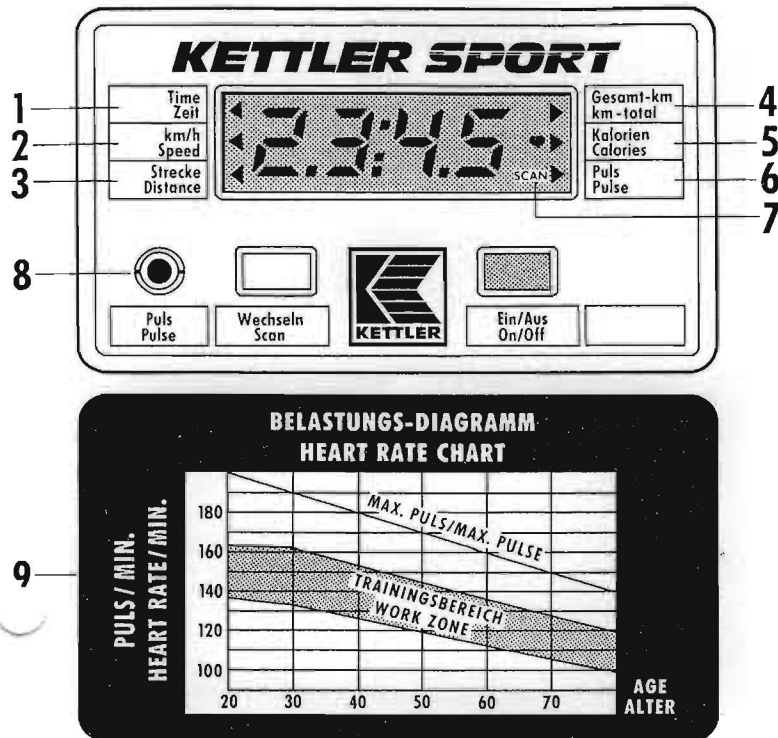 KETTLER SPORT
1
Time
Zeit
2
km/h
Speed
3
Strecke
Distance
2.3:4.5
SCAN
Gesamt-km
km-total
4
Kalorien
Calories
5
Puls
Pulse
6
7
8
Puls
Pulse
Wechseln
Scan
KETTLER
Ein/Aus
On/Off
BELASTUNGS-DIAGRAMM
HEART RATE CHART
9
PULS/MIN.
HEART RATE/MIN.
180
160
140
120
100
MAX. PULS/MAX. PULSE
TRAININGSBEREICH
WORK ZONE
20 30 40 50 60 70
AGE
ALTER